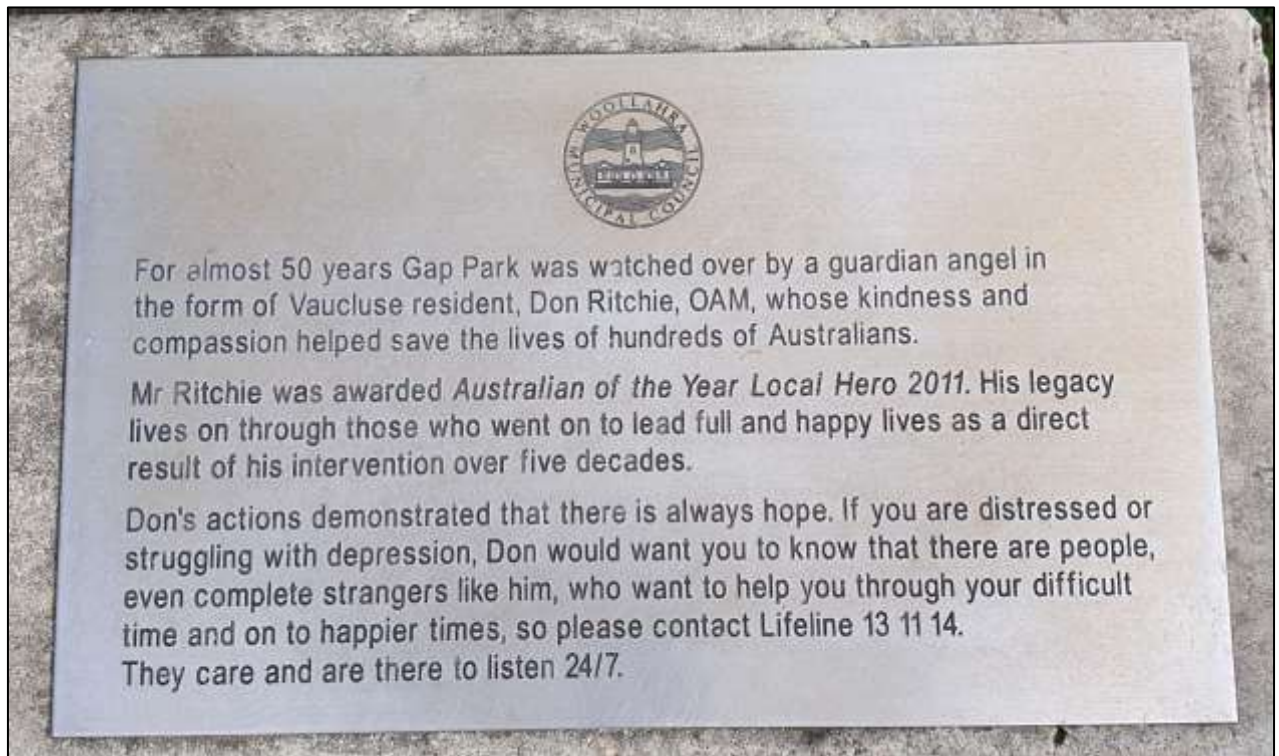 WOOLLAHRA
MUNICIPAL COUNCIL
For almost 50 years Gap Park was watched over by a guardian angel in
the form of Vaucluse resident, Don Ritchie, OAM, whose kindness and
compassion helped save the lives of hundreds of Australians.
Mr Ritchie was awarded Australian of the Year Local Hero 2011. His legacy
lives on through those who went on to lead full and happy lives as a direct
result of his intervention over five decades.
Don's actions demonstrated that there is always hope. If you are distressed or
struggling with depression, Don would want you to know that there are people,
even complete strangers like him, who want to help you through your difficult
time and on to happier times, so please contact Lifeline 13 11 14.
They care and are there to listen 24/7.